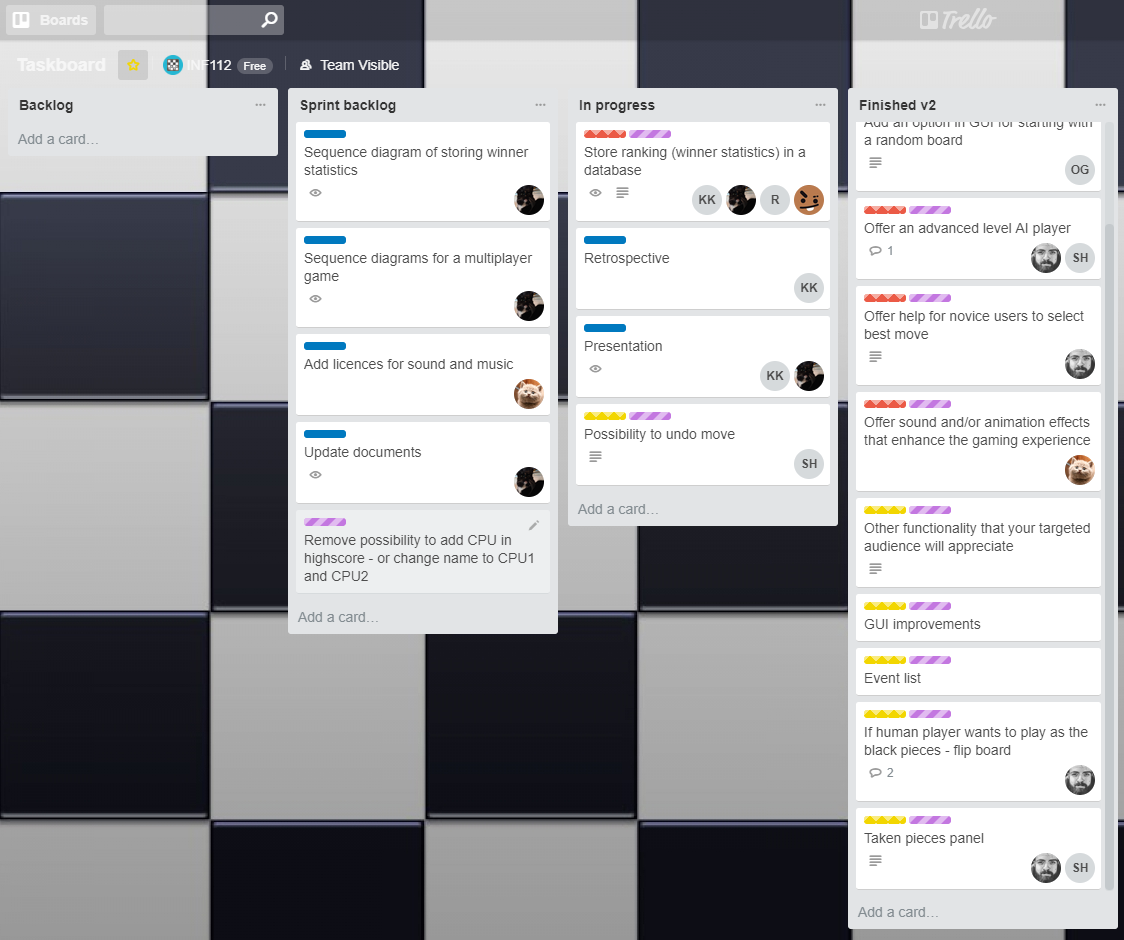 Boards
Trello
Taskboard
INF112
Free
Team Visible
Backlog
Add a card…
Sprint backlog
Sequence diagram of storing winner
statistics
Sequence diagrams for a multiplayer
game
Add licences for sound and music
Update documents
Remove possibility to add CPU in
highscore - or change name to CPU1
and CPU2
Add a card…
In progress
Store ranking (winner statistics) in a
database
KK
R
Retrospective
KK
Presentation
KK
Possibility to undo move
SH
Add a card…
Finished v2
Add an option in GUI for starting with
a random board
OG
Offer an advanced level AI player
1
SH
Offer help for novice users to select
best move
Offer sound and/or animation effects
that enhance the gaming experience
Other functionality that your targeted
audience will appreciate
GUI improvements
Event list
If human player wants to play as the
black pieces - flip board
2
Taken pieces panel
SH
Add a card…